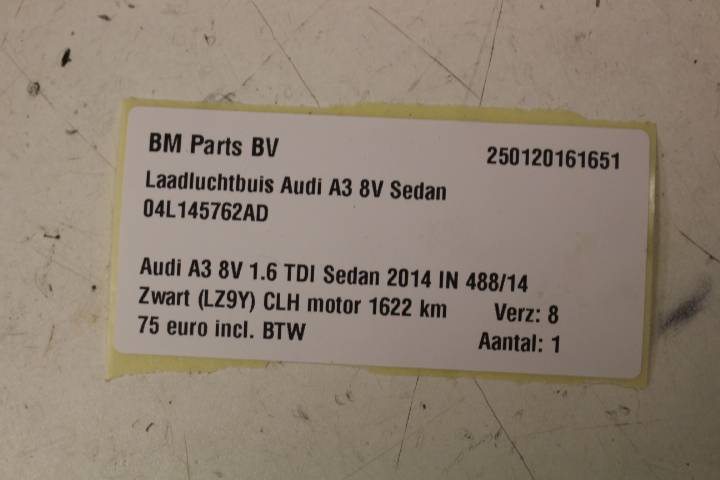 BM Parts BV 250120161651
Laadluchtbuis Audi A3 8V Sedan
04L145762AD
Audi A3 8V 1.6 TDI Sedan 2014 IN 488/14
Zwart (LZ9Y) CLH motor 1622 km Verz: 8
75 euro incl. BTW Aantal: 1